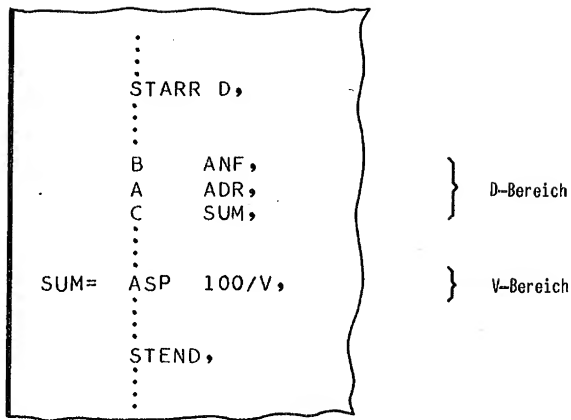 STARR D,
B ANF,
A ADR, D-Bereich
C SUM,
SUM= ASP 100/V, V-Bereich
STEND,